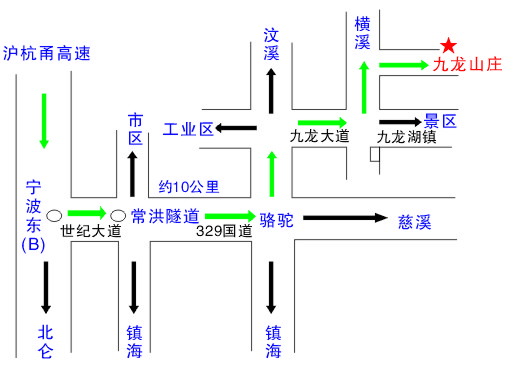 汶溪
横溪
沪杭甬高速
九龙山庄
市区
工业区
景区
九龙大道
九龙湖镇
约10公里
宁波东(B)
常洪隧道
骆驼
慈溪
世纪大道
329国道
北仑
镇海
镇海